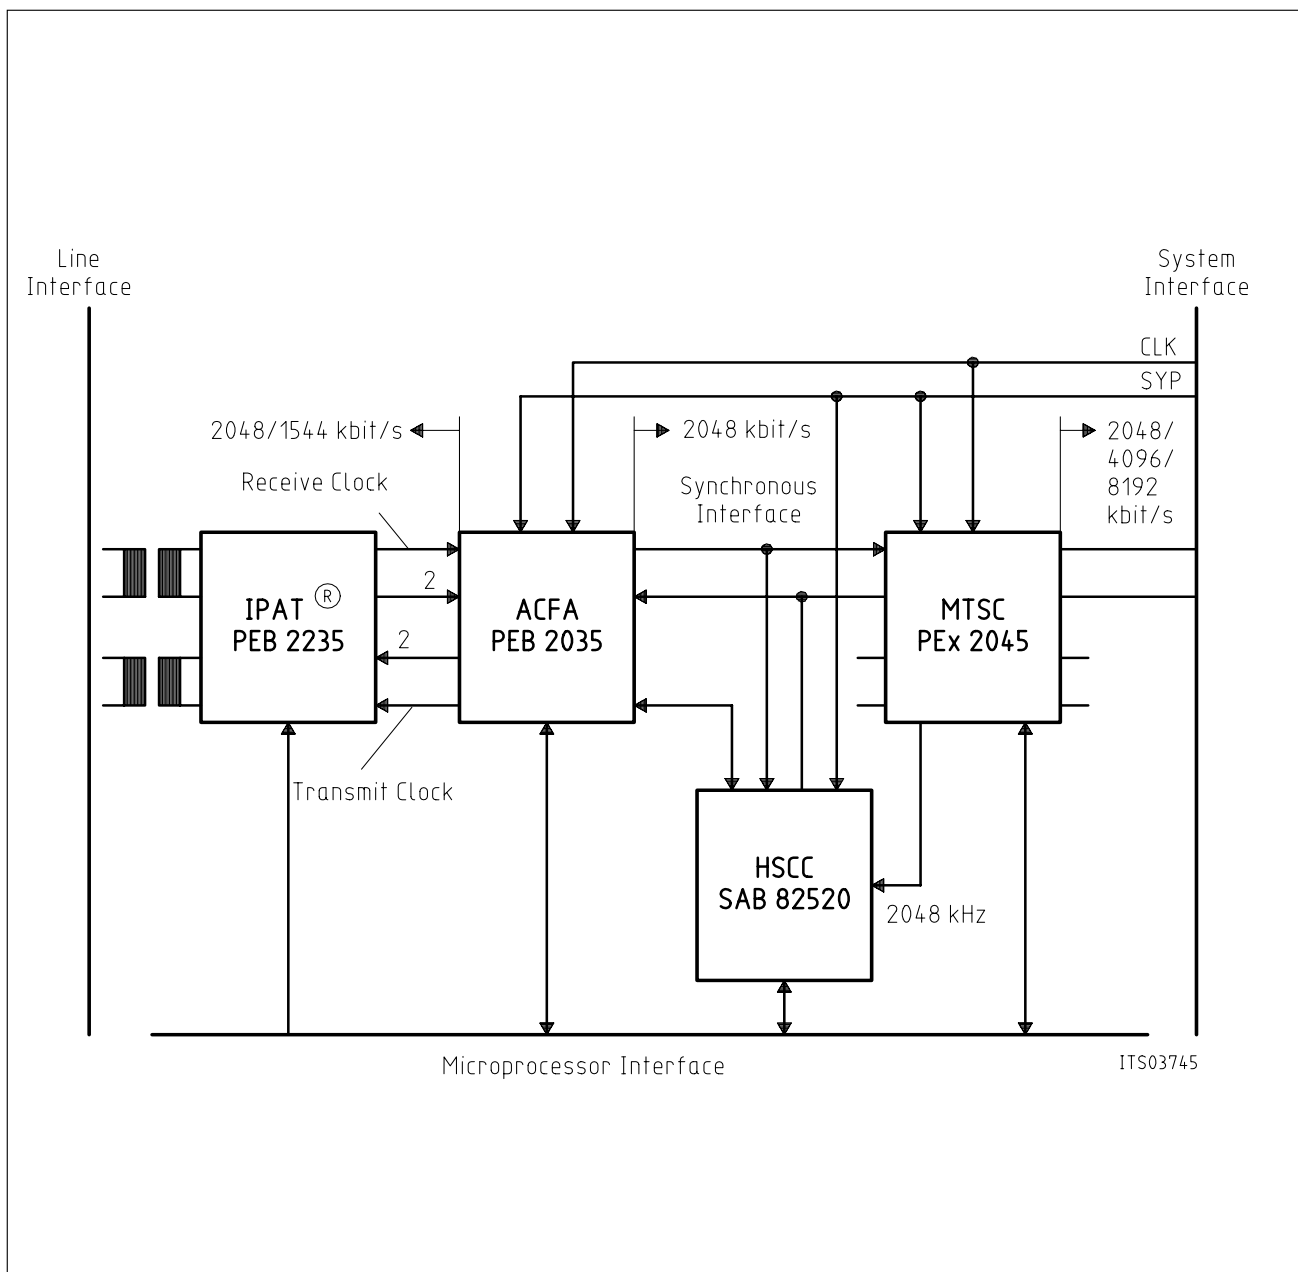 Line
Interface
System
Interface
CLK
SYP
2048/1544 kbit/s
2048 kbit/s
2048/
4096/
8192
kbit/s
Receive Clock
Synchronous
Interface
2
IPAT ®
PEB 2235
ACFA
PEB 2035
MTSC
PEx 2045
2
Transmit Clock
HSCC
SAB 82520
2048 kHz
Microprocessor Interface
ITS03745